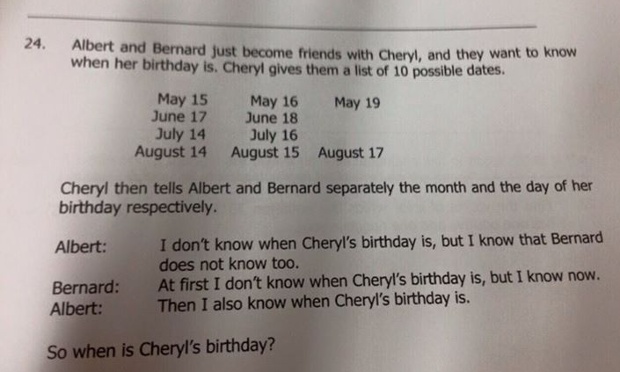 24. Albert and Bernard just become friends with Cheryl, and they want to know
when her birthday is. Cheryl gives them a list of 10 possible dates.
May 15 May 16 May 19
June 17 June 18
July 14 July 16
August 14 August 15 August 17
Cheryl then tells Albert and Bernard separately the month and the day of her
birthday respectively.
Albert: I don't know when Cheryl's birthday is, but I know that Bernard
does not know too.
Bernard: At first I don't know when Cheryl's birthday is, but I know now.
Albert: Then I also know when Cheryl's birthday is.
So when is Cheryl's birthday?